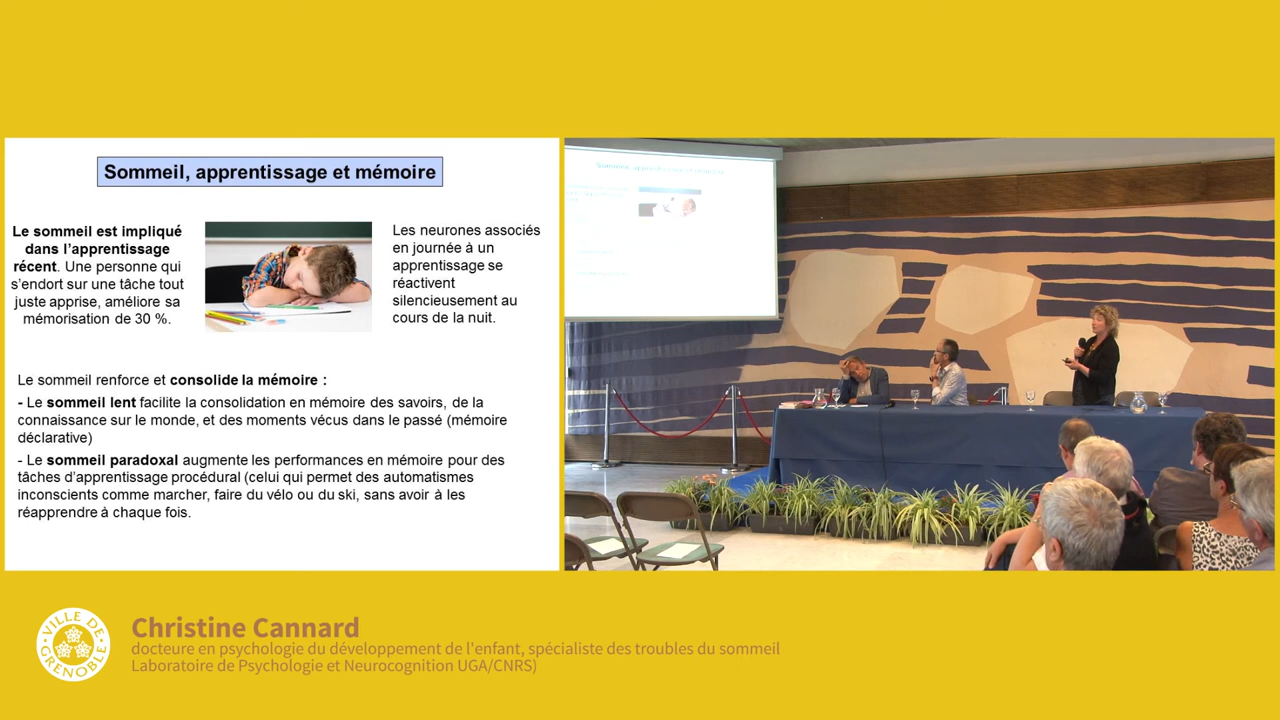 Sommeil, apprentissage et mémoire
Le sommeil est impliqué
dans l'apprentissage
récent. Une personne qui
s'endort sur une tâche tout
juste apprise, améliore sa
mémorisation de 30 %.
Les neurones associés
en journée à un
apprentissage se
réactivent
silencieusement au
cours de la nuit.
Le sommeil renforce et consolide la mémoire :
- Le sommeil lent facilite la consolidation en mémoire des savoirs, de la
connaissance sur le monde, et des moments vécus dans le passé (mémoire
déclarative)
- Le sommeil paradoxal augmente les performances en mémoire pour des
tâches d'apprentissage procédural (celui qui permet des automatismes
inconscients comme marcher, faire du vélo ou du ski, sans avoir à les
réapprendre à chaque fois.
Sommeil, apprentissage et mémoire
VILLE DE GRENOBLE
Christine Cannard
docteure en psychologie du développement de l'enfant, spécialiste des troubles du sommeil
Laboratoire de Psychologie et Neurocognition UGA/CNRS)